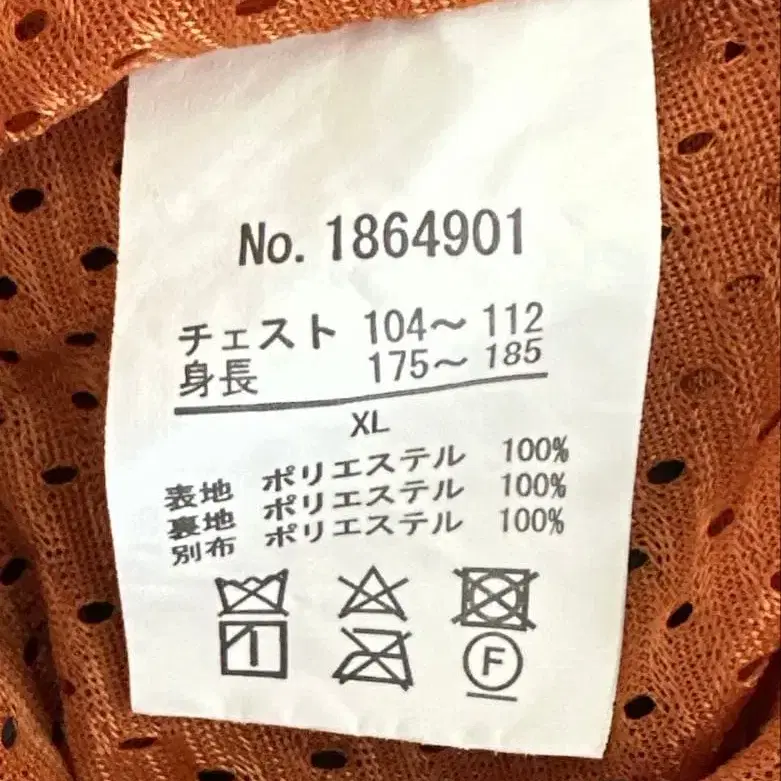 No. 1864901
チェスト 104～112
身長 175～185
XL
表地 ポリエステル 100%
裏地 ポリエステル 100%
別布 ポリエステル 100%
F